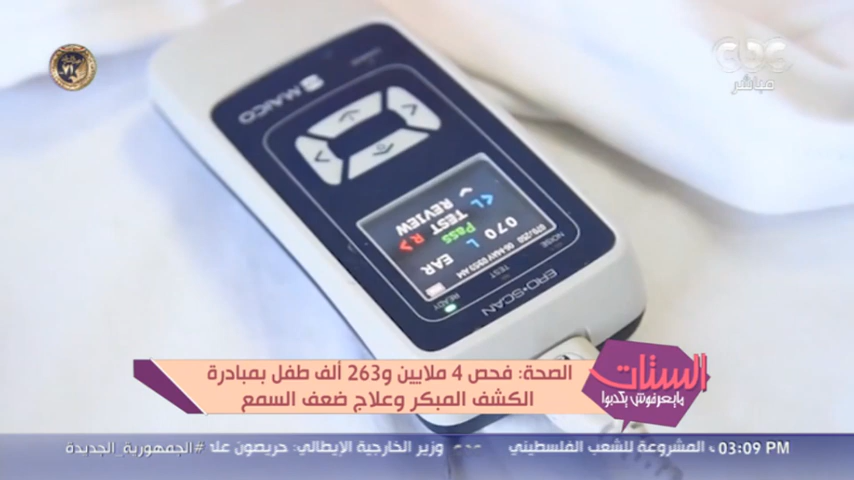 cbc
مباشر
MAICO
070 L EAR
Pass
TEST R>
<L REVIEW
NOISE
TEST
READY
ERO•SCAN
الصحة: فحص 4 ملايين و263 ألف طفل بمبادرة
الكشف المبكر وعلاج ضعف السمع
الستات
مايعرفوش يكدبوا
03:09 PM
المشروعة للشعب الفلسطيني
وزير الخارجية الإيطالي: حريصون على
#الجمهورية_الجديدة